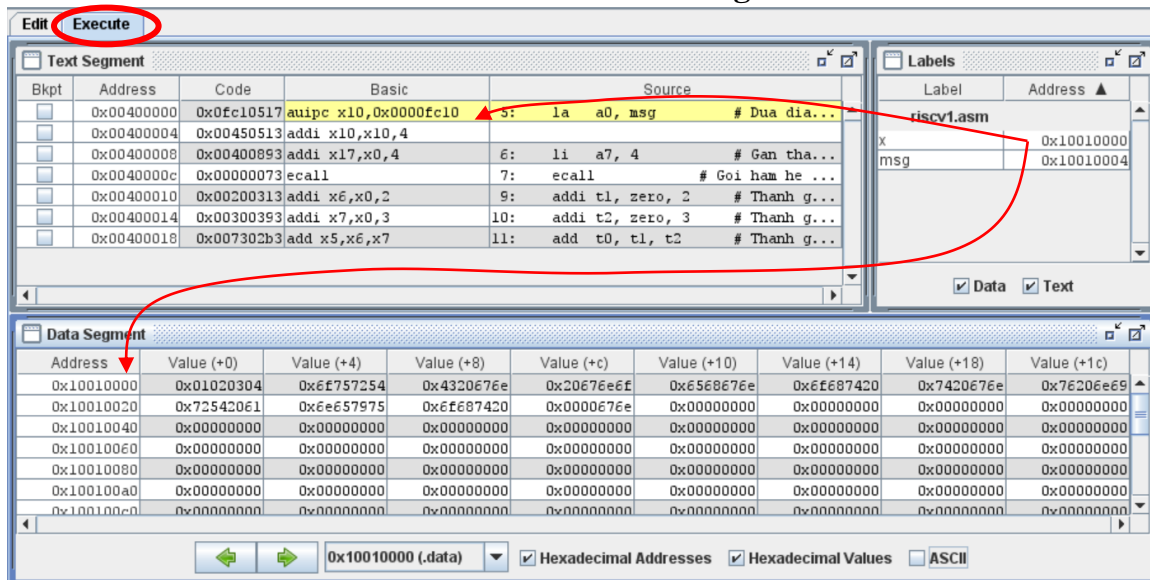 Edit Execute
Text Segment
Bkpt Address Code Basic Source
0x00400000 0x0fc10517 auipc x10,0x0000fc10 5: la a0, msg # Dua dia...
0x00400004 0x00450513 addi x10,x10,4
0x00400008 0x00400893 addi x17,x0,4 6: li a7, 4 # Gan tha...
0x0040000c 0x00000073 ecall 7: ecall # Goi ham he ...
0x00400010 0x00200313 addi x6,x0,2 9: addi t1, zero, 2 # Thanh g...
0x00400014 0x00300393 addi x7,x0,3 10: addi t2, zero, 3 # Thanh g...
0x00400018 0x007302b3 add x5,x6,x7 11: add t0, t1, t2 # Thanh g...
Labels
Label Address ▲
riscv1.asm
x 0x10010000
msg 0x10010004
Data Text
Data Segment
Address Value (+0) Value (+4) Value (+8) Value (+c) Value (+10) Value (+14) Value (+18) Value (+1c)
0x10010000 0x01020304 0x6f757254 0x4320676e 0x20676e6f 0x6568676e 0x6f687420 0x7420676e 0x76206e69
0x10010020 0x72542061 0x6e657975 0x6f687420 0x0000676e 0x00000000 0x00000000 0x00000000 0x00000000
0x10010040 0x00000000 0x00000000 0x00000000 0x00000000 0x00000000 0x00000000 0x00000000 0x00000000
0x10010060 0x00000000 0x00000000 0x00000000 0x00000000 0x00000000 0x00000000 0x00000000 0x00000000
0x10010080 0x00000000 0x00000000 0x00000000 0x00000000 0x00000000 0x00000000 0x00000000 0x00000000
0x100100a0 0x00000000 0x00000000 0x00000000 0x00000000 0x00000000 0x00000000 0x00000000 0x00000000
0x100100c0 0x00000000 0x00000000 0x00000000 0x00000000 0x00000000 0x00000000 0x00000000 0x00000000
0x10010000 (.data) Hexadecimal Addresses Hexadecimal Values ASCII